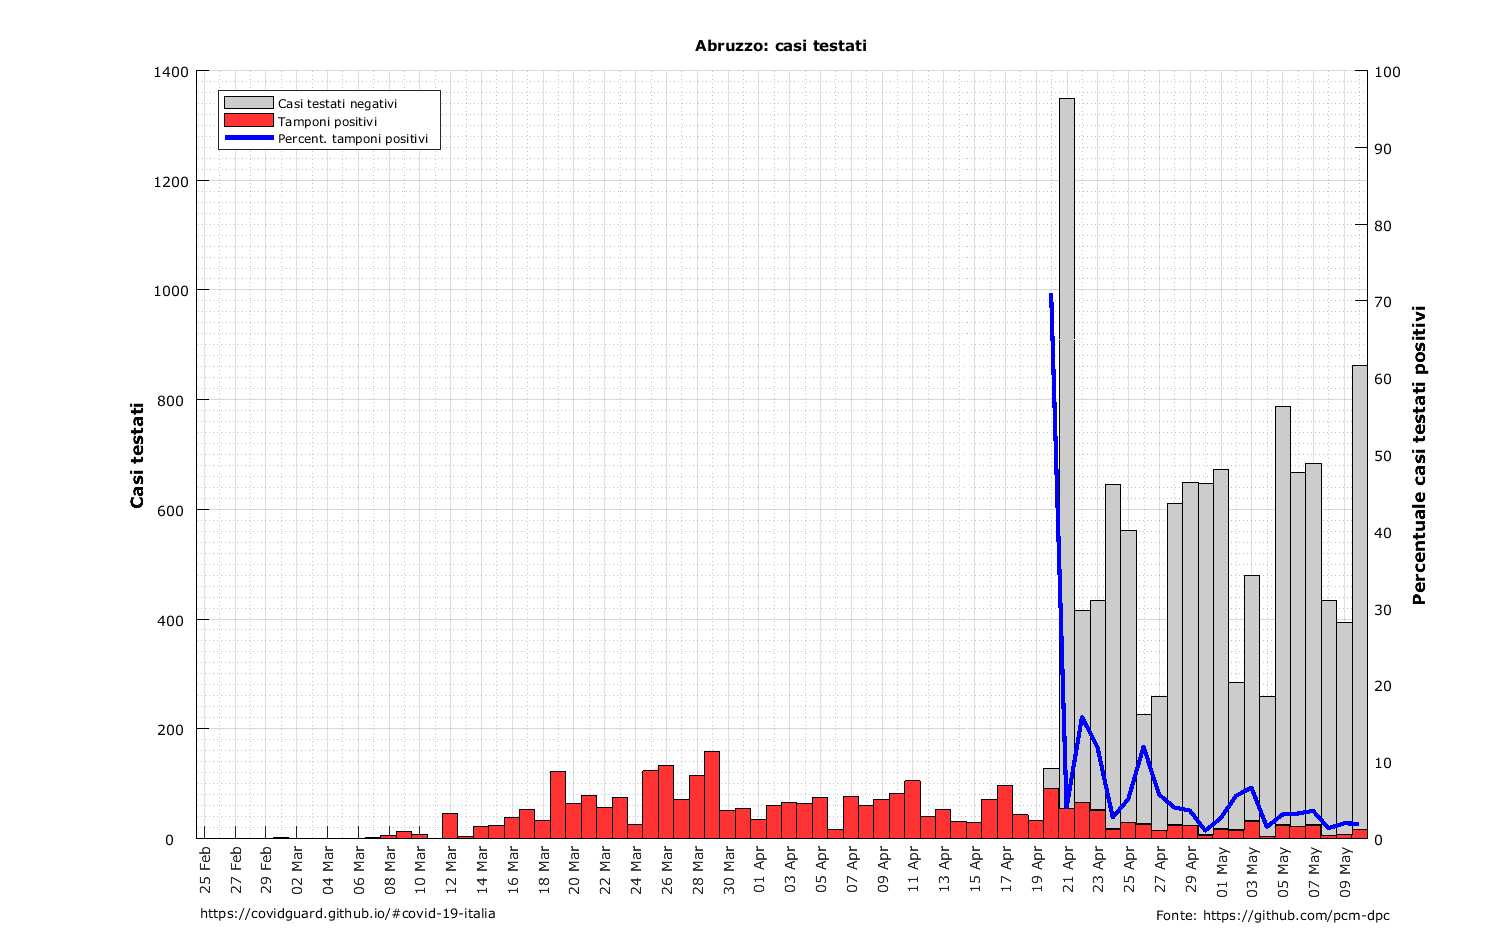 Abruzzo: casi testati
Casi testati negativi
Tamponi positivi
Percent. tamponi positivi
1400
1200
1000
800
600
400
200
0
Casi testati
100
90
80
70
60
50
40
30
20
10
0
Percentuale casi testati positivi
25 Feb
27 Feb
29 Feb
02 Mar
04 Mar
06 Mar
08 Mar
10 Mar
12 Mar
14 Mar
16 Mar
18 Mar
20 Mar
22 Mar
24 Mar
26 Mar
28 Mar
30 Mar
01 Apr
03 Apr
05 Apr
07 Apr
09 Apr
11 Apr
13 Apr
15 Apr
17 Apr
19 Apr
21 Apr
23 Apr
25 Apr
27 Apr
29 Apr
01 May
03 May
05 May
07 May
09 May
https://covidguard.github.io/#covid-19-italia
Fonte: https://github.com/pcm-dpc